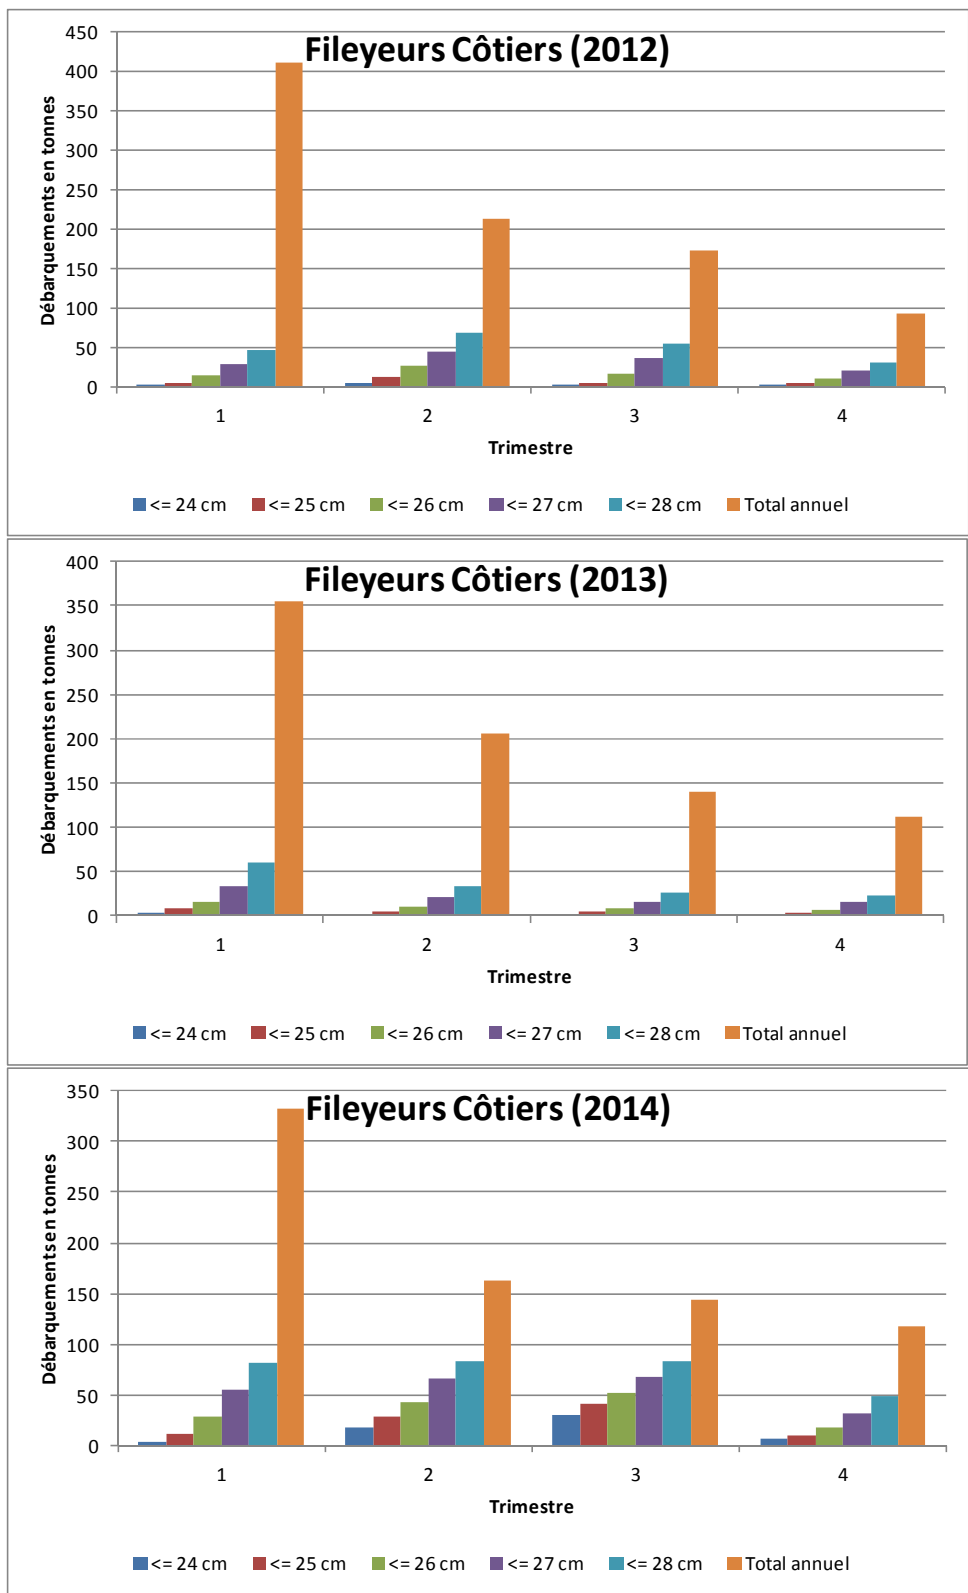 Fileyeurs Côtiers (2012)
Débarquements en tonnes
450
400
350
300
250
200
150
100
50
0
1 2 3 4
Trimestre
<= 24 cm <= 25 cm <= 26 cm <= 27 cm <= 28 cm Total annuel
Fileyeurs Côtiers (2013)
Débarquements en tonnes
400
350
300
250
200
150
100
50
0
1 2 3 4
Trimestre
<= 24 cm <= 25 cm <= 26 cm <= 27 cm <= 28 cm Total annuel
Fileyeurs Côtiers (2014)
Débarquements en tonnes
350
300
250
200
150
100
50
0
1 2 3 4
Trimestre
<= 24 cm <= 25 cm <= 26 cm <= 27 cm <= 28 cm Total annuel